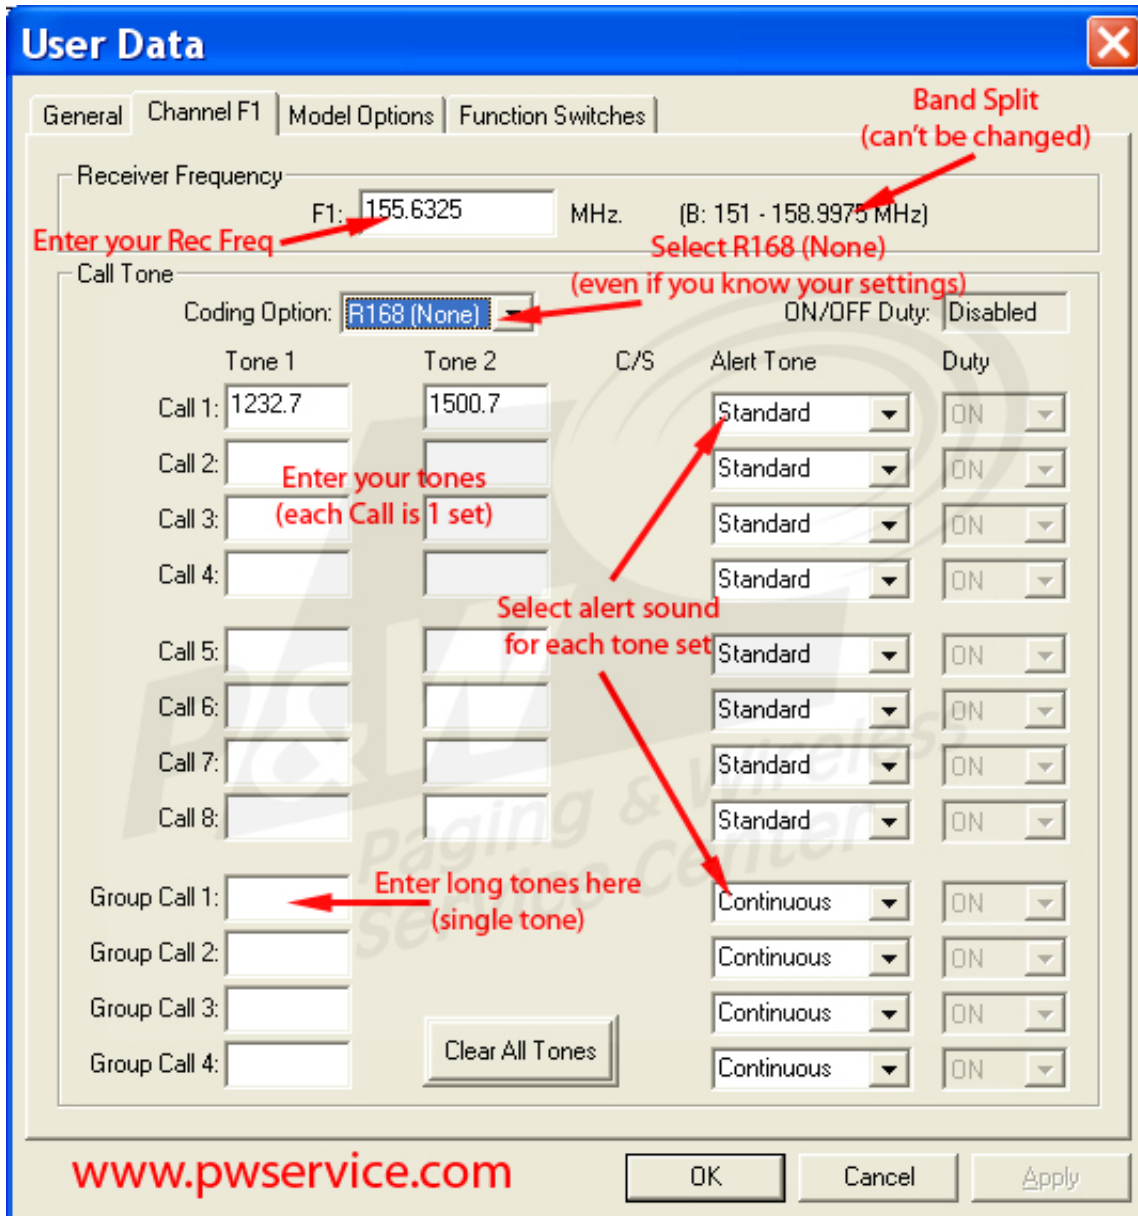 User Data
General Channel F1 Model Options Function Switches
Band Split
(can't be changed)
Receiver Frequency
F1: 155.6325 MHz. (B: 151 - 158.9975 MHz)
Enter your Rec Freq
Select R168 (None)
(even if you know your settings)
Call Tone
Coding Option: R168 (None) ON/OFF Duty: Disabled
Tone 1 Tone 2 C/S Alert Tone Duty
Call 1: 1232.7 1500.7 Standard ON
Call 2: Standard ON
Enter your tones
(each Call is 1 set)
Call 3: Standard ON
Call 4: Standard ON
Select alert sound
for each tone set
Call 5: Standard ON
Call 6: Standard ON
Call 7: Standard ON
Call 8: Standard ON
P&W
Paging & Wireless
Service Center
Group Call 1: Continuous ON
Enter long tones here
(single tone)
Group Call 2: Continuous ON
Group Call 3: Continuous ON
Group Call 4: Continuous ON
Clear All Tones
www.pwservice.com
OK Cancel Apply